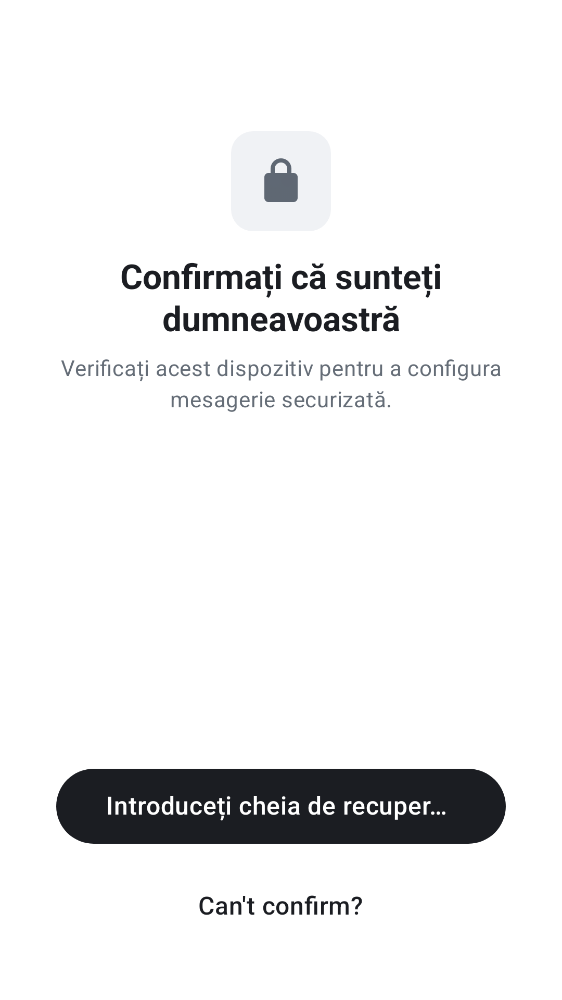 Confirmați că sunteți
dumneavoastră
Verificați acest dispozitiv pentru a configura
mesagerie securizată.
Introduceți cheia de recuper…
Can't confirm?